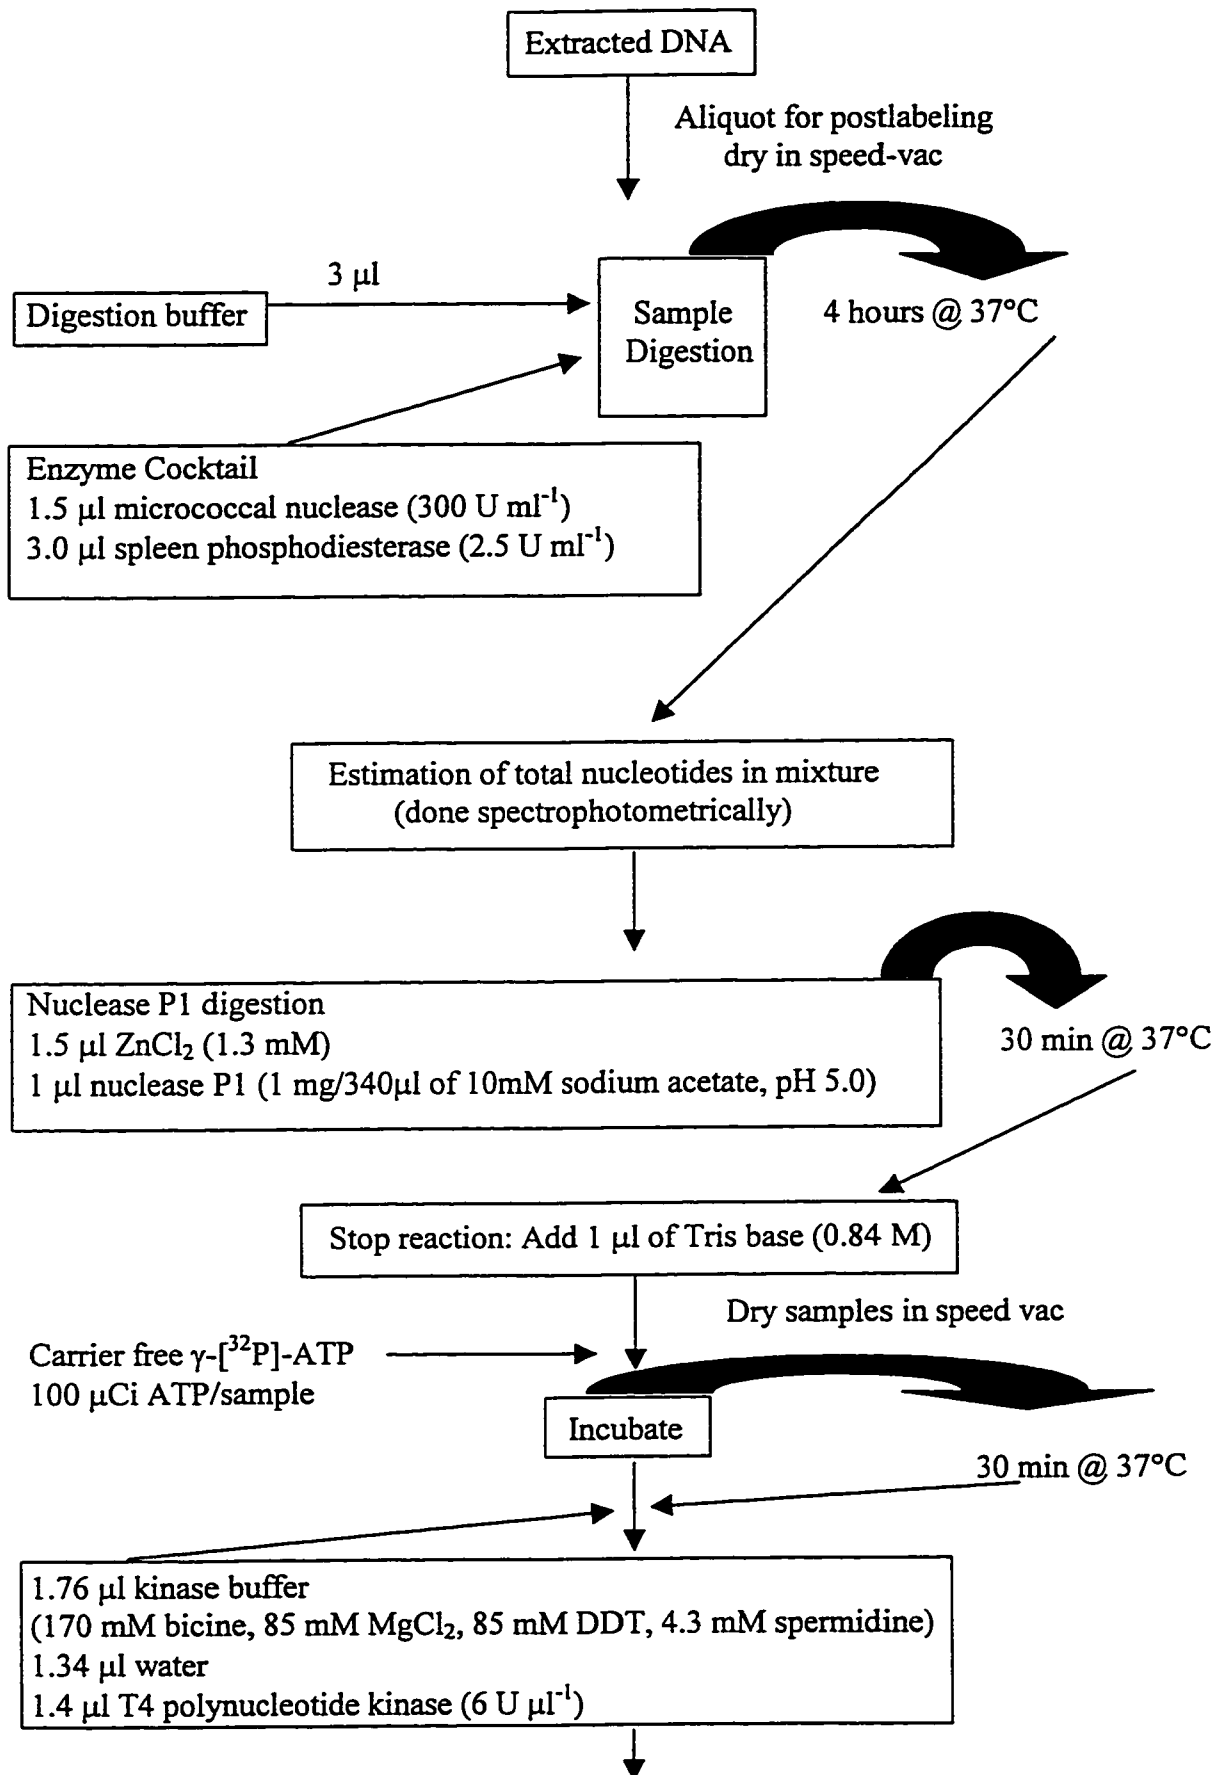 Extracted DNA
Aliquot for postlabeling
dry in speed-vac
3 µl
Digestion buffer
Sample
Digestion
4 hours @ 37°C
Enzyme Cocktail
1.5 µl micrococcal nuclease (300 U ml⁻¹)
3.0 µl spleen phosphodiesterase (2.5 U ml⁻¹)
Estimation of total nucleotides in mixture
(done spectrophotometrically)
Nuclease P1 digestion
1.5 µl ZnCl₂ (1.3 mM)
1 µl nuclease P1 (1 mg/340µl of 10mM sodium acetate, pH 5.0)
30 min @ 37°C
Stop reaction: Add 1 µl of Tris base (0.84 M)
Dry samples in speed vac
Carrier free γ-[³²P]-ATP
100 µCi ATP/sample
Incubate
30 min @ 37°C
1.76 µl kinase buffer
(170 mM bicine, 85 mM MgCl₂, 85 mM DDT, 4.3 mM spermidine)
1.34 µl water
1.4 µl T4 polynucleotide kinase (6 U µl⁻¹)